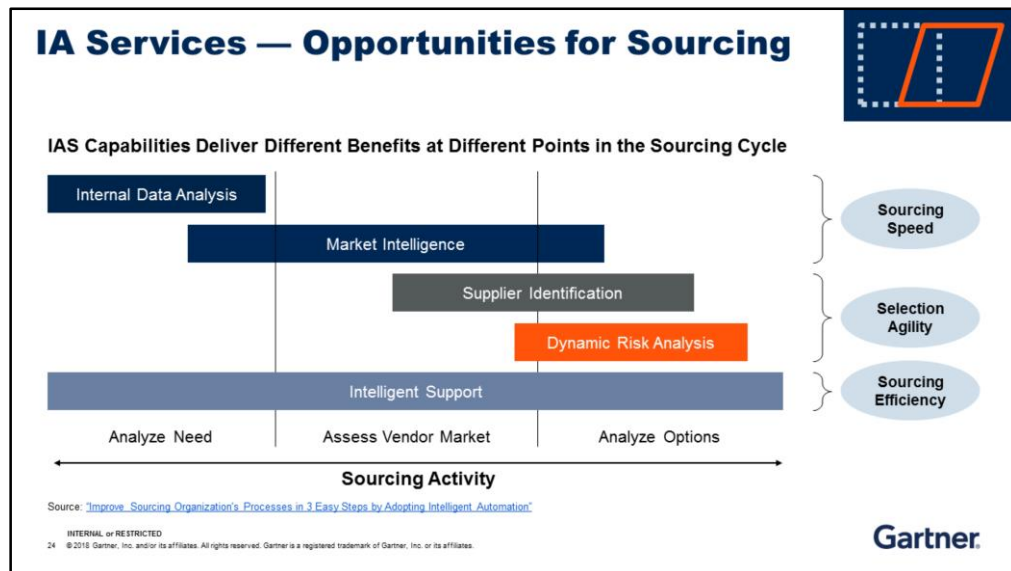 IA Services — Opportunities for Sourcing
IAS Capabilities Deliver Different Benefits at Different Points in the Sourcing Cycle
Internal Data Analysis
Market Intelligence
Sourcing
Speed
Supplier Identification
Dynamic Risk Analysis
Selection
Agility
Intelligent Support
Sourcing
Efficiency
Analyze Need
Assess Vendor Market
Analyze Options
Sourcing Activity
Source: "Improve Sourcing Organization's Processes in 3 Easy Steps by Adopting Intelligent Automation"
INTERNAL or RESTRICTED
24 © 2018 Gartner, Inc. and/or its affiliates. All rights reserved. Gartner is a registered trademark of Gartner, Inc. or its affiliates.
Gartner.